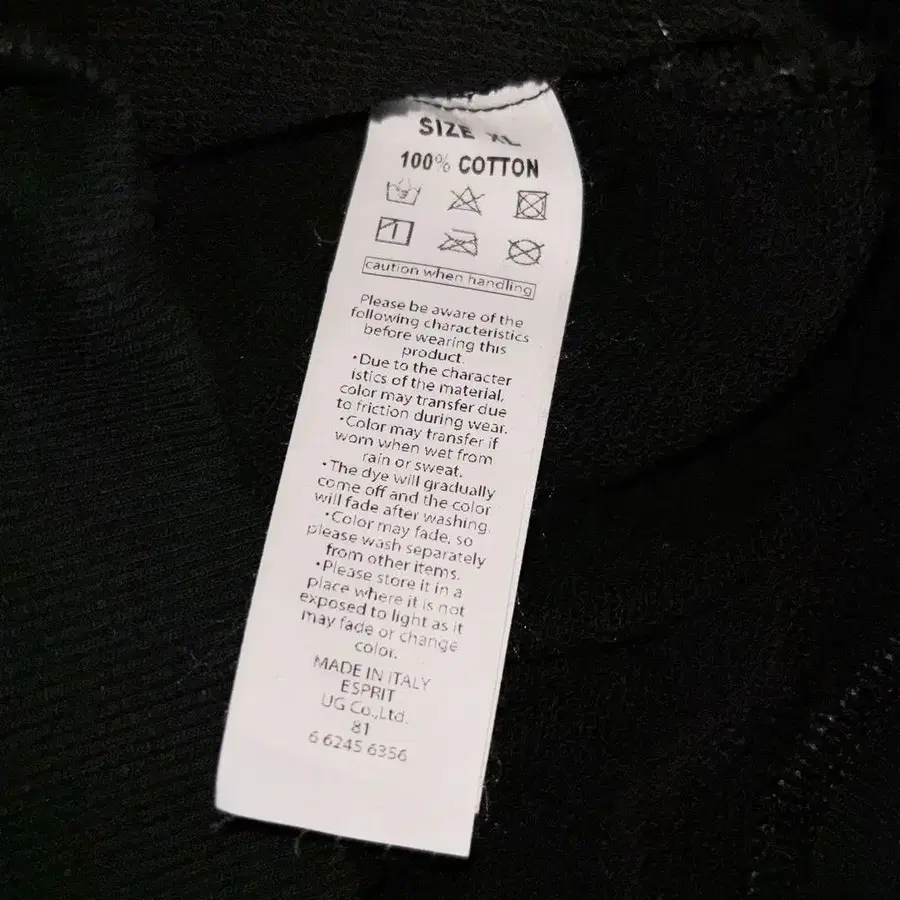 SIZE XL
100% COTTON
caution when handling
Please be aware of the
following characteristics
before wearing this
product.
・Due to the character
istics of the material,
color may transfer due
to friction during wear.
・Color may transfer if
worn when wet from
rain or sweat.
・The dye will gradually
come off and the color
will fade after washing.
・Color may fade, so
please wash separately
from other items.
・Please store it in a
place where it is not
exposed to light as it
may fade or change
color.
MADE IN ITALY
ESPRIT
UG Co.,Ltd.
81
6 6245 6356